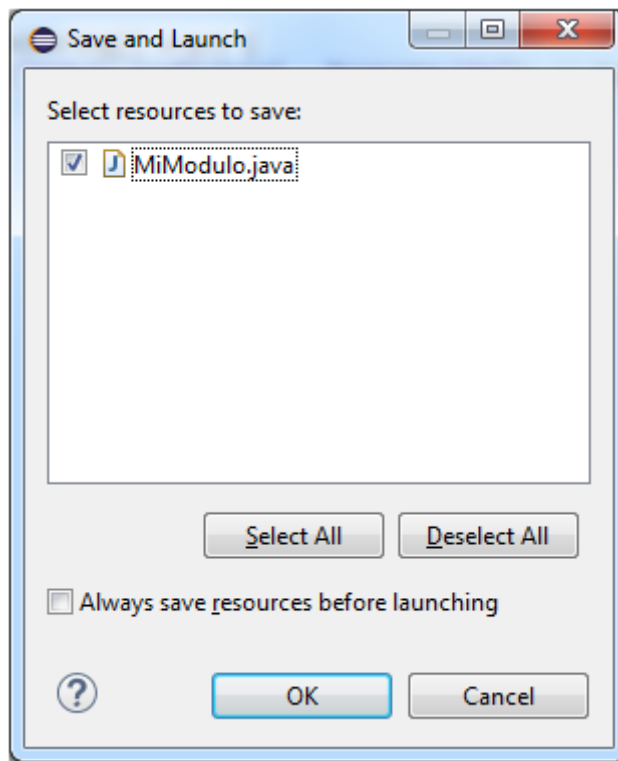 Save and Launch
Select resources to save:
MiModulo.java
Select All
Deselect All
Always save resources before launching
OK
Cancel